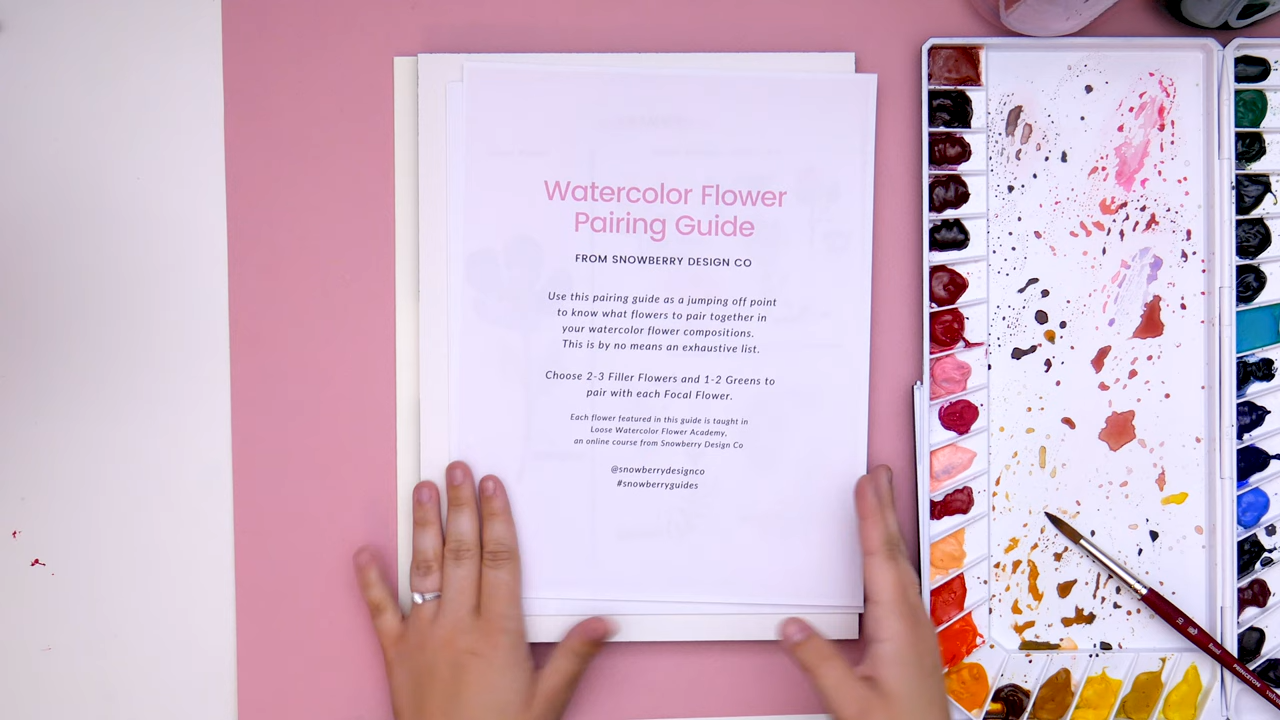 Watercolor Flower
Pairing Guide
FROM SNOWBERRY DESIGN CO
Use this pairing guide as a jumping off point
to know what flowers to pair together in
your watercolor flower compositions.
This is by no means an exhaustive list.
Choose 2-3 Filler Flowers and 1-2 Greens to
pair with each Focal Flower.
Each flower featured in this guide is taught in
Loose Watercolor Flower Academy,
an online course from Snowberry Design Co
@snowberrydesignco
#snowberryguides
PRINCETON